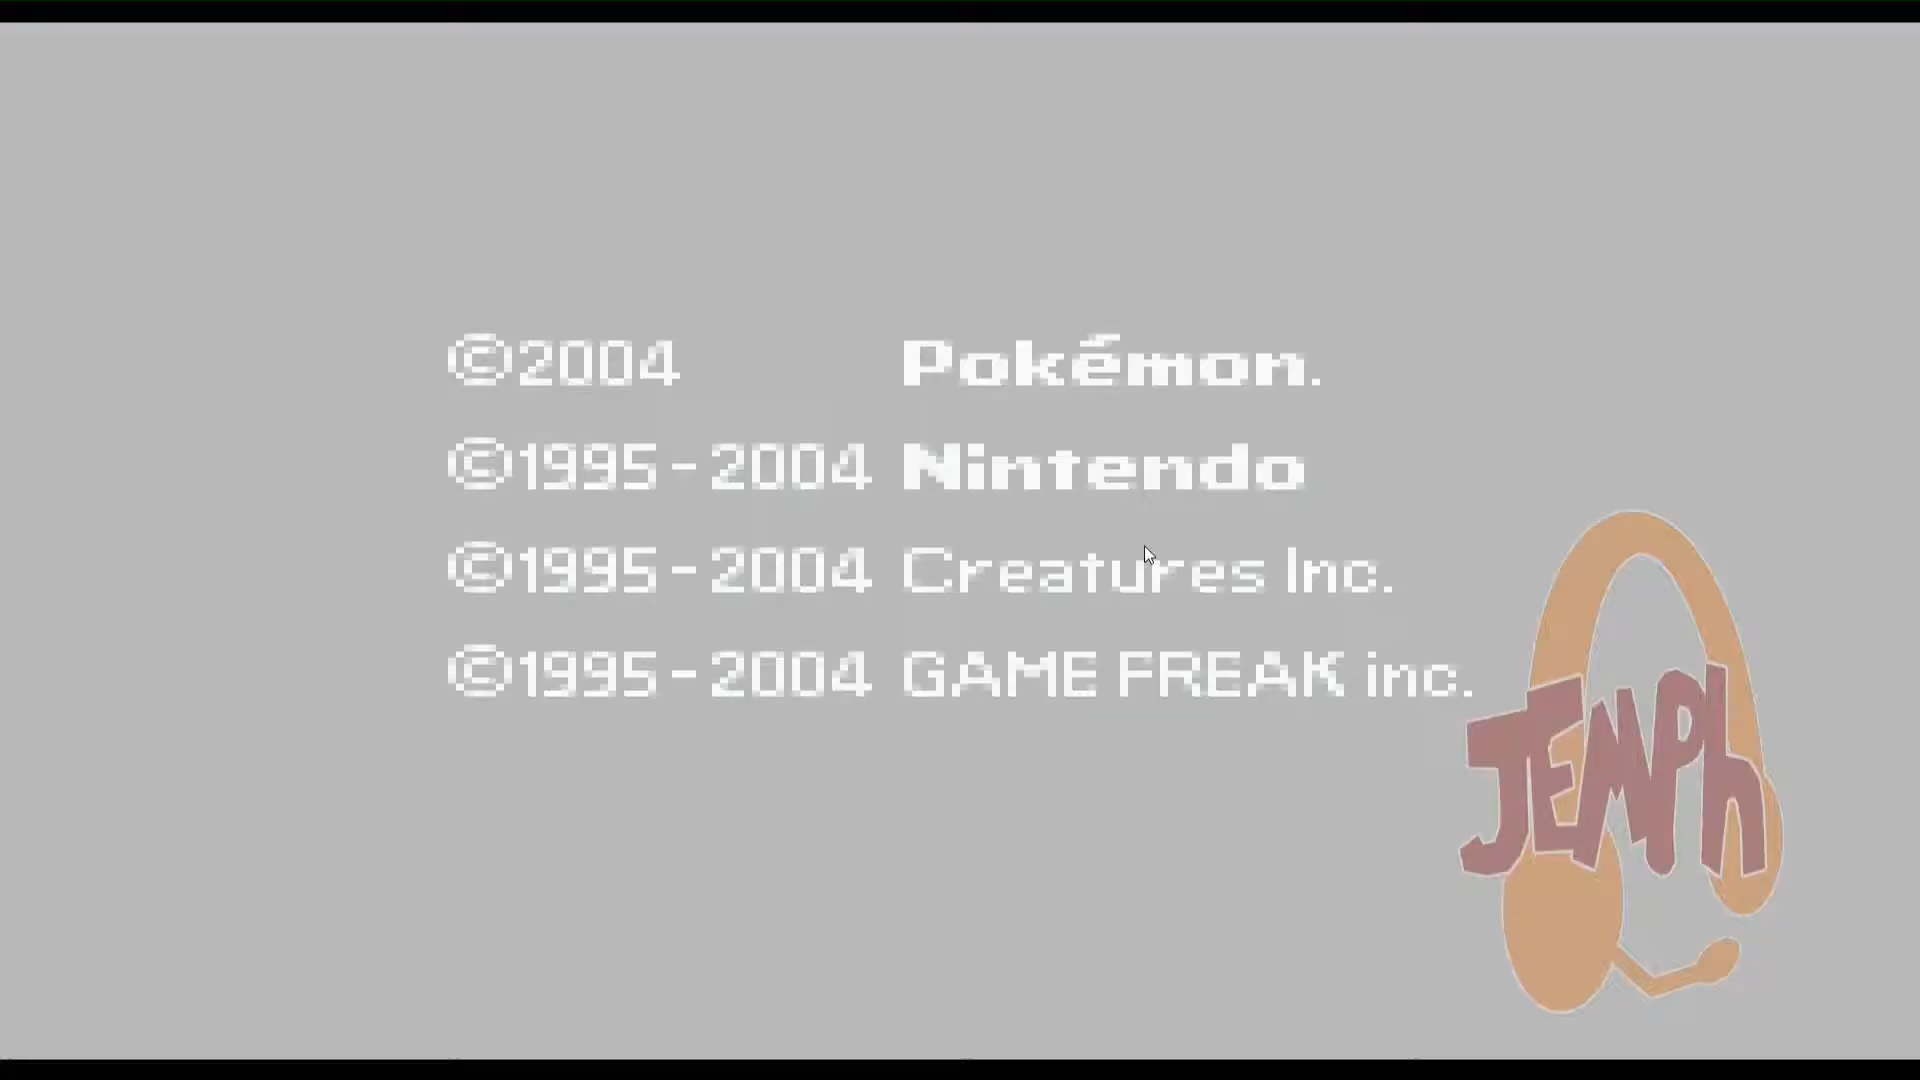 ©2004 Pokémon.
©1995-2004 Nintendo
©1995-2004 Creatures Inc.
©1995-2004 GAME FREAK inc.
JEMPh